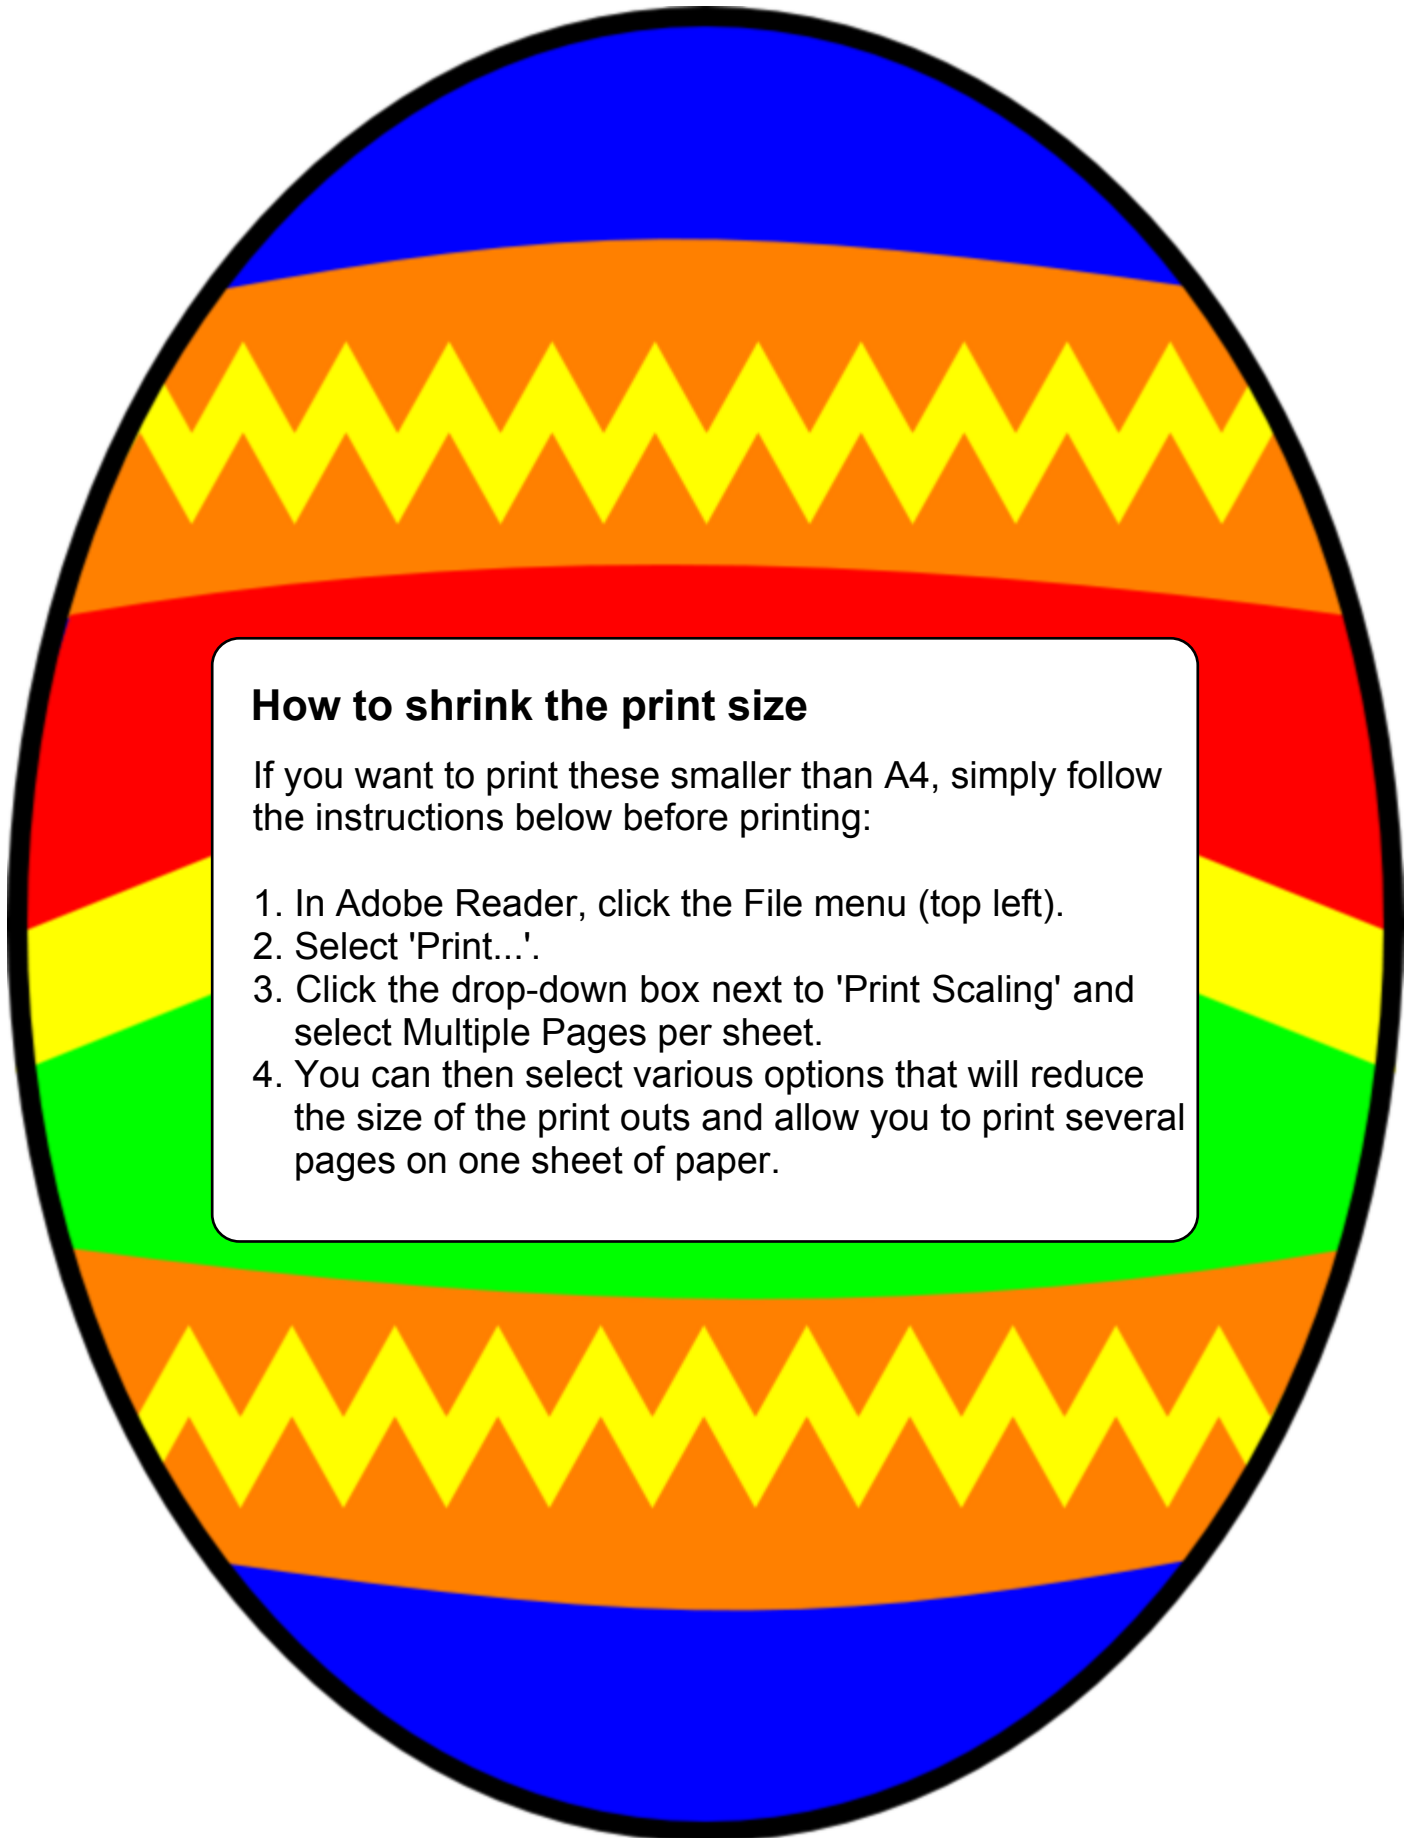 How to shrink the print size
If you want to print these smaller than A4, simply follow
the instructions below before printing:
1. In Adobe Reader, click the File menu (top left).
2. Select 'Print...'.
3. Click the drop-down box next to 'Print Scaling' and
select Multiple Pages per sheet.
4. You can then select various options that will reduce
the size of the print outs and allow you to print several
pages on one sheet of paper.